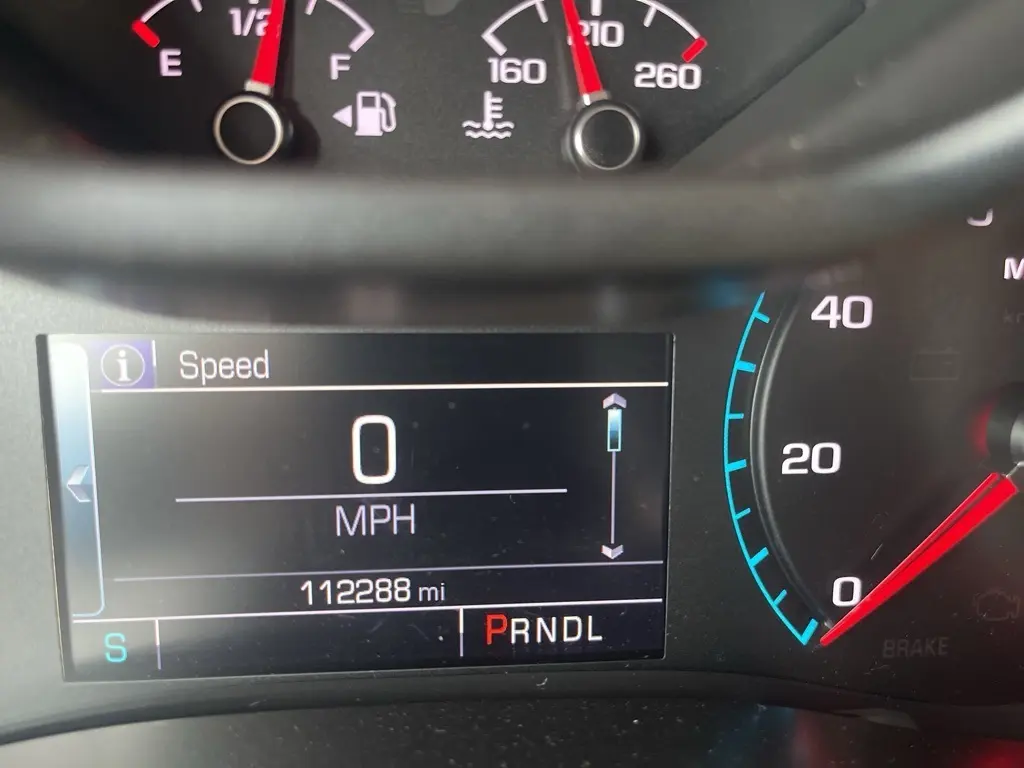 E 1/2 F
160 210 260
40
Speed
0
MPH
20
112288 mi
0
S PRNDL
BRAKE